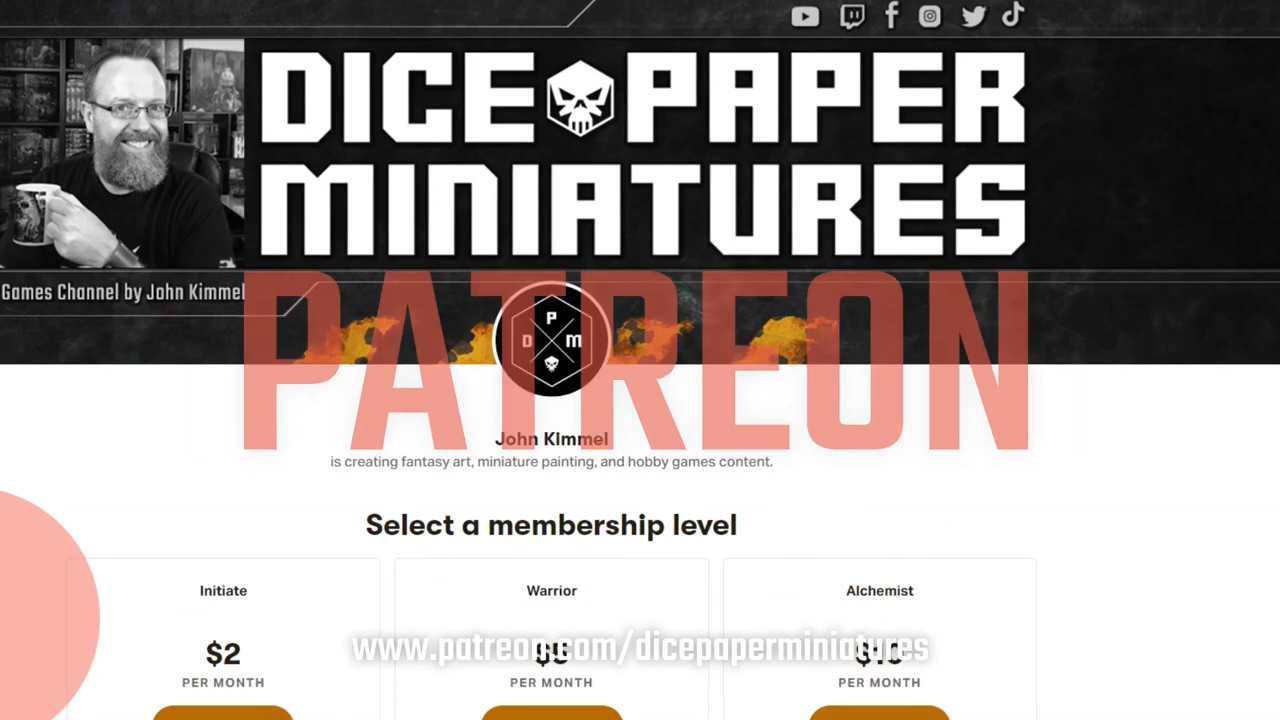 DICE PAPER
MINIATURES
Games Channel by John Kimmel
PATREON
P
D M
John Kimmel
is creating fantasy art, miniature painting, and hobby games content.
Select a membership level
Initiate
Warrior
Alchemist
$2
$5
$10
www.patreon.com/dicepaperminiatures
PER MONTH
PER MONTH
PER MONTH